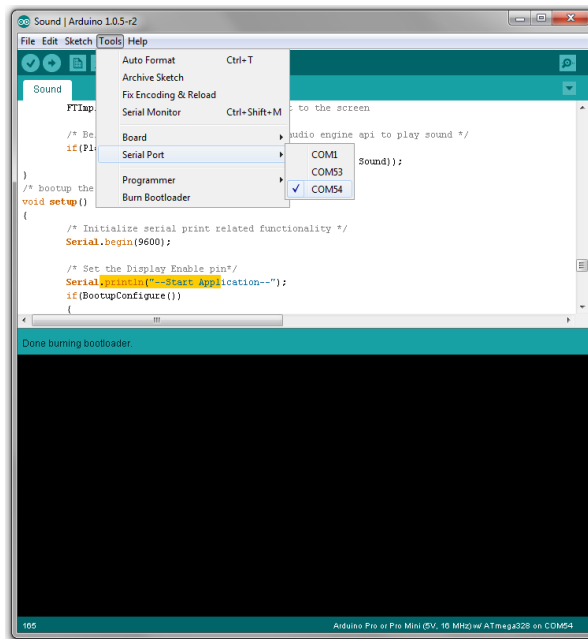 Sound | Arduino 1.0.5-r2
File Edit Sketch Tools Help
Auto Format Ctrl+T
Archive Sketch
Fix Encoding & Reload
Serial Monitor Ctrl+Shift+M
Board
Serial Port
Programmer
Burn Bootloader
COM1
COM53
COM54
Sound
FTImp t to the screen
/* Be audio engine api to play sound */
if(Pl
Sound));
}
/* bootup the
void setup()
{
/* Initialize serial print related functionality */
Serial.begin(9600);
/* Set the Display Enable pin*/
Serial.println("--Start Application--");
if(BootupConfigure())
{
Done burning bootloader.
165 Arduino Pro or Pro Mini (5V, 16 MHz) w/ ATmega328 on COM54